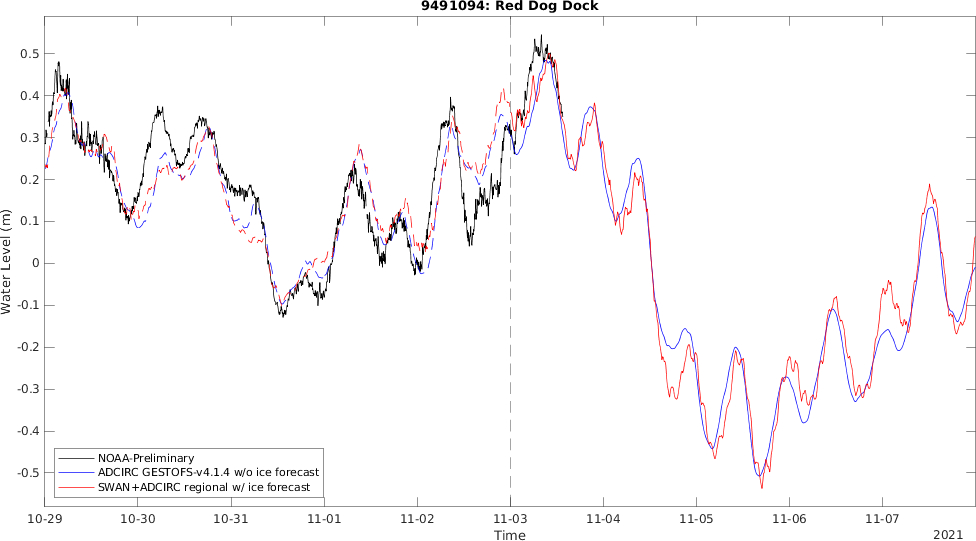 9491094: Red Dog Dock
Water Level (m)
0.5
0.4
0.3
0.2
0.1
0
-0.1
-0.2
-0.3
-0.4
-0.5
NOAA-Preliminary
ADCIRC GESTOFS-v4.1.4 w/o ice forecast
SWAN+ADCIRC regional w/ ice forecast
10-29 10-30 10-31 11-01 11-02 11-03 11-04 11-05 11-06 11-07
Time
2021